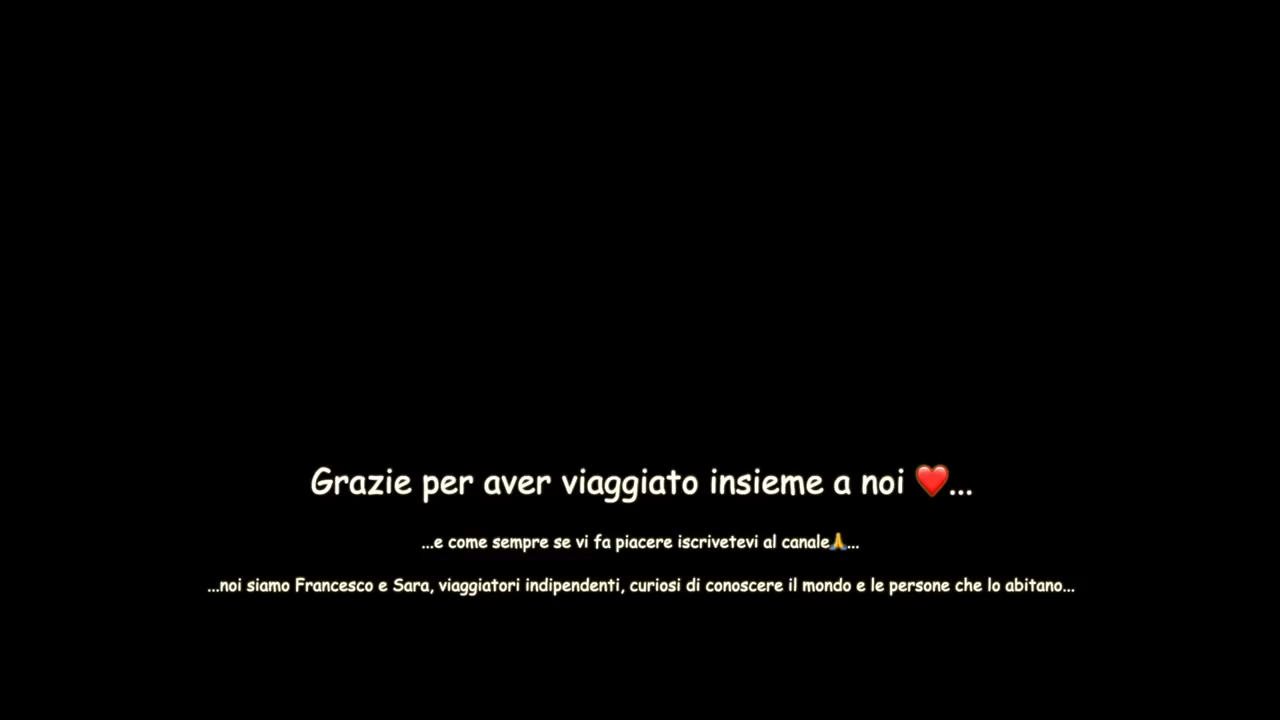 Grazie per aver viaggiato insieme a noi ❤️...
...e come sempre se vi fa piacere iscrivetevi al canale🙏...
...noi siamo Francesco e Sara, viaggiatori indipendenti, curiosi di conoscere il mondo e le persone che lo abitano...